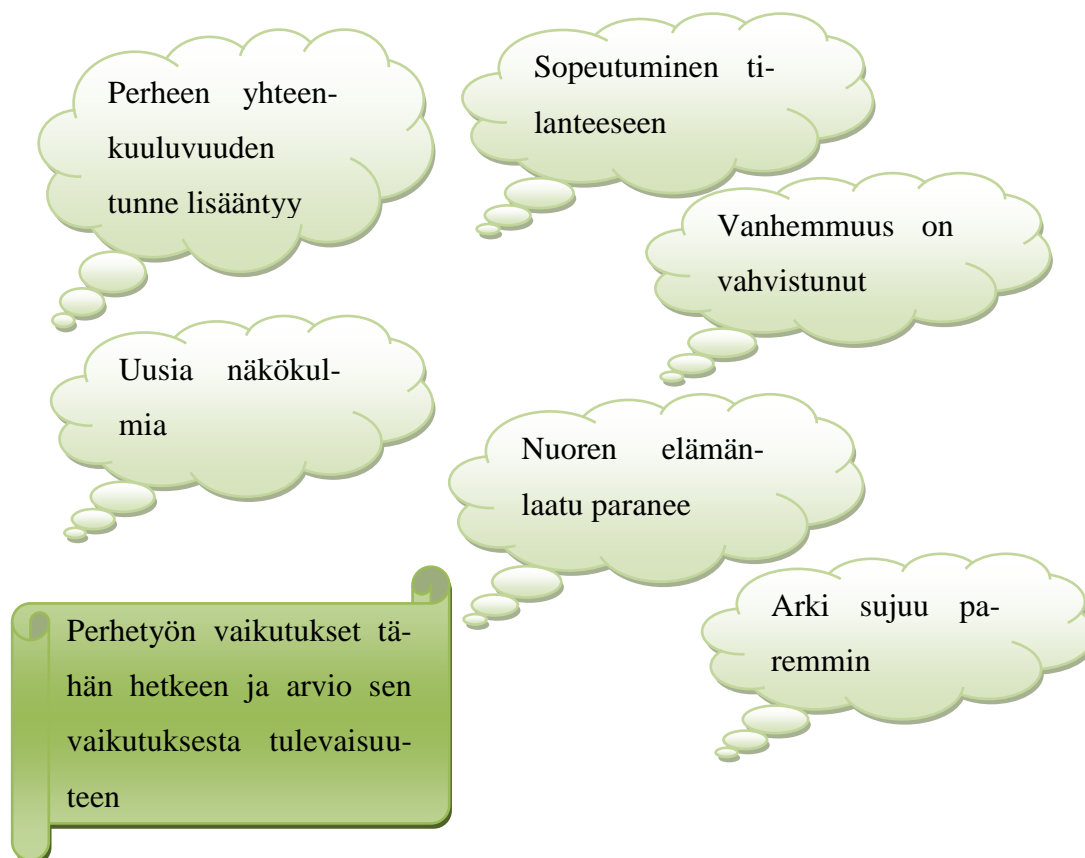 Perheen yhteen-
kuuluvuuden
tunne lisääntyy
Sopeutuminen ti-
lanteeseen
Vanhemmuus on
vahvistunut
Uusia näkökul-
mia
Nuoren elämän-
laatu paranee
Arki sujuu pa-
remmin
Perhetyön vaikutukset tä-
hän hetkeen ja arvio sen
vaikutuksesta tulevaisuu-
teen